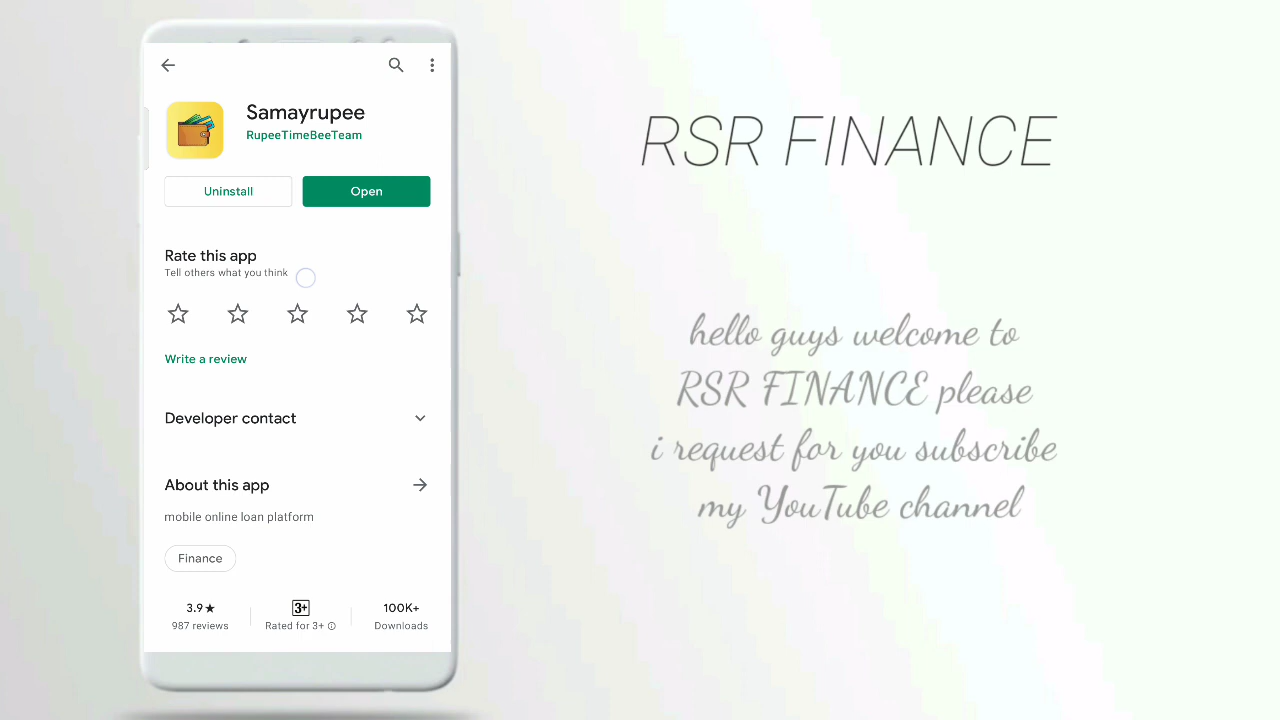 Samayrupee
RupeeTimeBeeTeam
Uninstall
Open
Rate this app
Tell others what you think
Write a review
Developer contact
About this app
mobile online loan platform
Finance
3.9★
987 reviews
3+
Rated for 3+
100K+
Downloads
RSR FINANCE
hello guys welcome to
RSR FINANCE please
i request for you subscribe
my YouTube channel